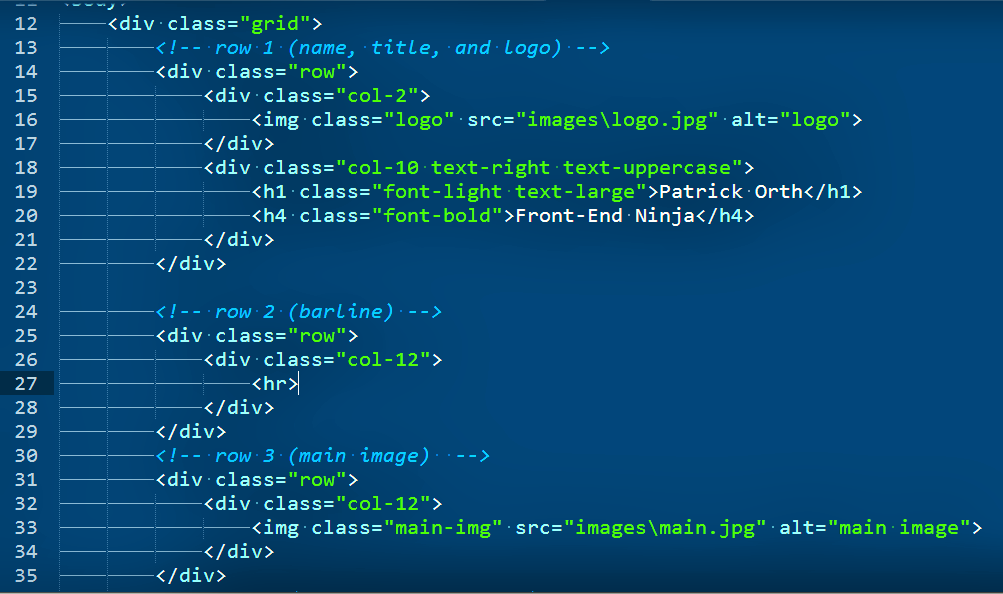 12 <div class="grid">
13 <!-- row 1 (name, title, and logo) -->
14 <div class="row">
15 <div class="col-2">
16 <img class="logo" src="images\logo.jpg" alt="logo">
17 </div>
18 <div class="col-10 text-right text-uppercase">
19 <h1 class="font-light text-large">Patrick Orth</h1>
20 <h4 class="font-bold">Front-End Ninja</h4>
21 </div>
22 </div>
23
24 <!-- row 2 (barline) -->
25 <div class="row">
26 <div class="col-12">
27 <hr>
28 </div>
29 </div>
30 <!-- row 3 (main image)  -->
31 <div class="row">
32 <div class="col-12">
33 <img class="main-img" src="images\main.jpg" alt="main image">
34 </div>
35 </div>